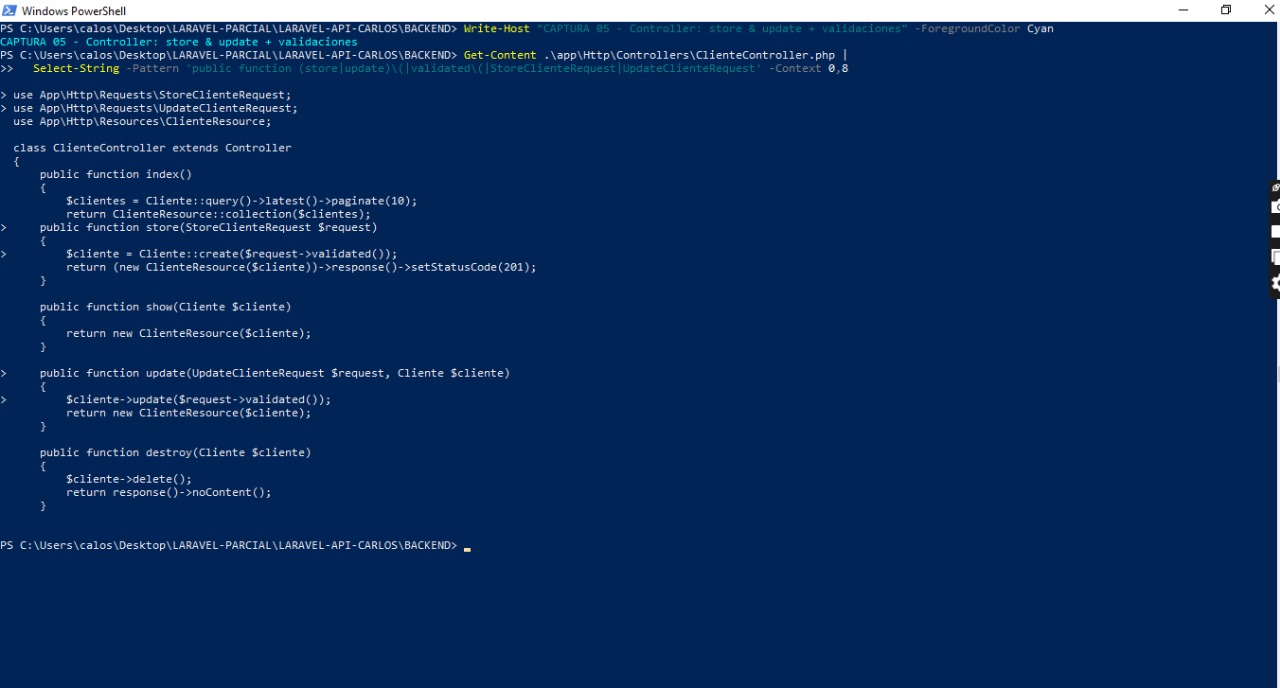 Windows PowerShell
PS C:\Users\calos\Desktop\LARAVEL-PARCIAL\LARAVEL-API-CARLOS\BACKEND> Write-Host "CAPTURA 05 - Controller: store & update + validaciones" -ForegroundColor Cyan
CAPTURA 05 - Controller: store & update + validaciones
PS C:\Users\calos\Desktop\LARAVEL-PARCIAL\LARAVEL-API-CARLOS\BACKEND> Get-Content .\app\Http\Controllers\ClienteController.php |
>>   Select-String -Pattern 'public function (store|update)\(|validated\(|StoreClienteRequest|UpdateClienteRequest' -Context 0,8

> use App\Http\Requests\StoreClienteRequest;
> use App\Http\Requests\UpdateClienteRequest;
  use App\Http\Resources\ClienteResource;

  class ClienteController extends Controller
  {
      public function index()
      {
          $clientes = Cliente::query()->latest()->paginate(10);
          return ClienteResource::collection($clientes);
>     public function store(StoreClienteRequest $request)
      {
>         $cliente = Cliente::create($request->validated());
          return (new ClienteResource($cliente))->response()->setStatusCode(201);
      }

      public function show(Cliente $cliente)
      {
          return new ClienteResource($cliente);
      }

>     public function update(UpdateClienteRequest $request, Cliente $cliente)
      {
>         $cliente->update($request->validated());
          return new ClienteResource($cliente);
      }

      public function destroy(Cliente $cliente)
      {
          $cliente->delete();
          return response()->noContent();
      }

PS C:\Users\calos\Desktop\LARAVEL-PARCIAL\LARAVEL-API-CARLOS\BACKEND>